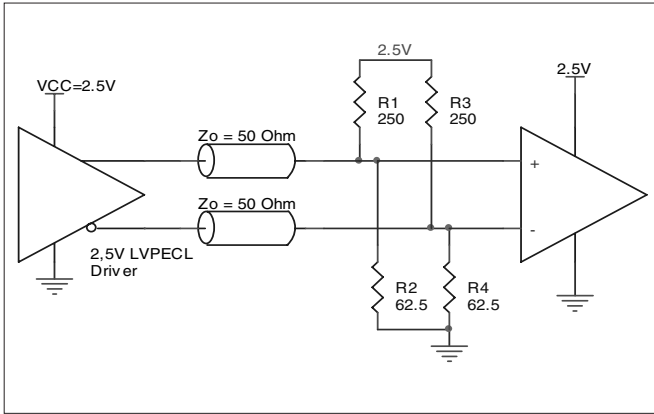 2.5V
VCC=2.5V
2.5V
R1
250
R3
250
Zo = 50 Ohm
+
Zo = 50 Ohm
-
2,5V LVPECL
Driver
R2
62.5
R4
62.5